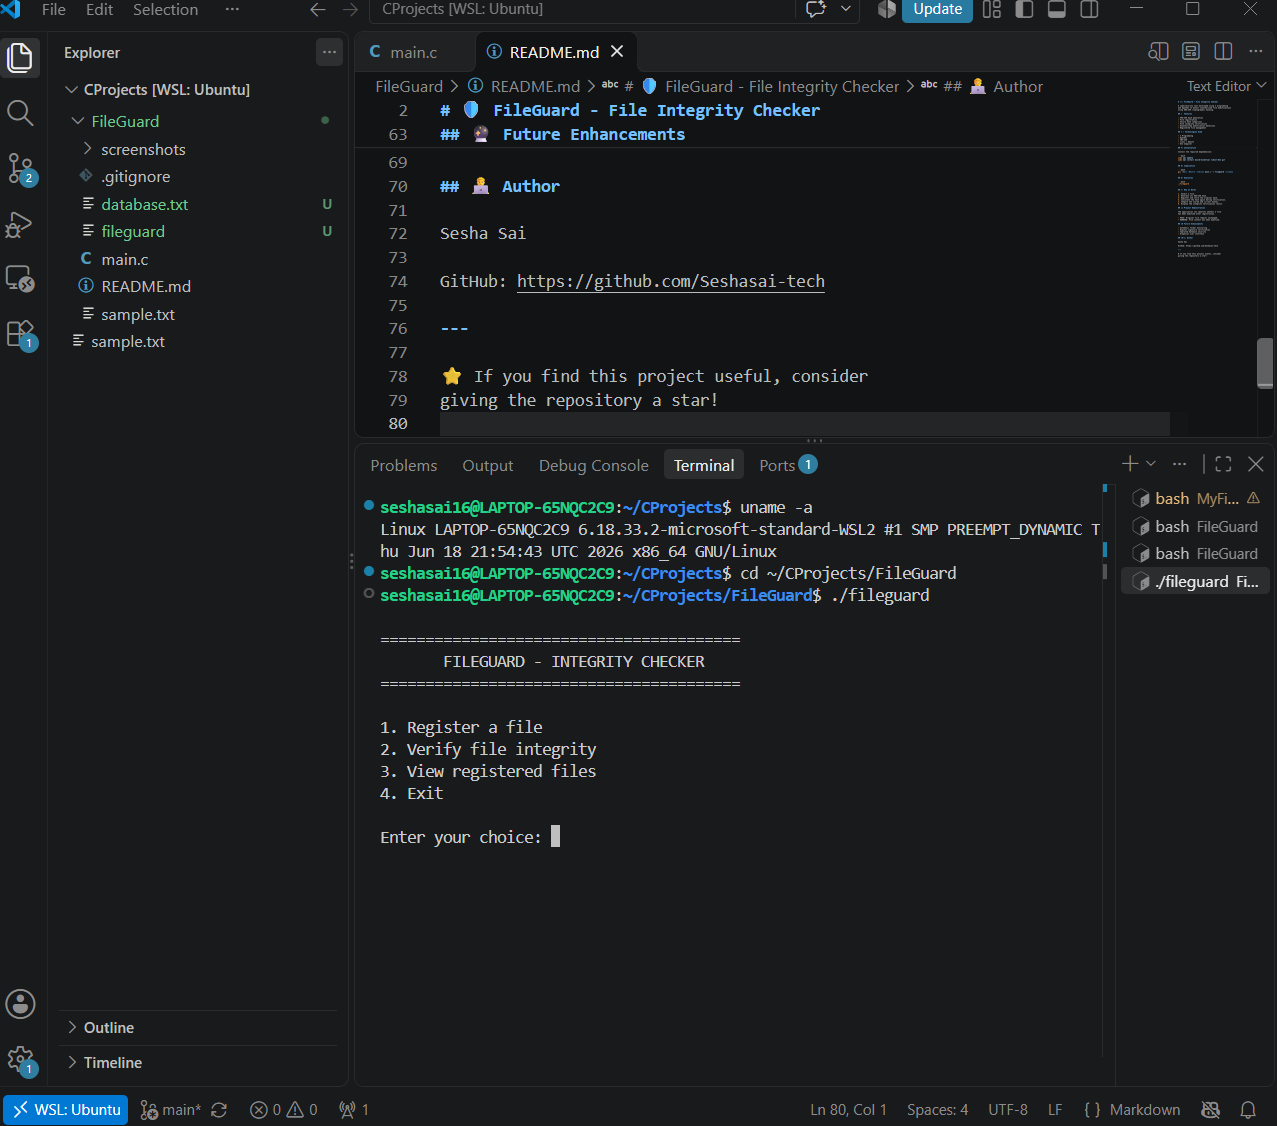 File Edit Selection ··· CProjects [WSL: Ubuntu] Update
Explorer
CProjects [WSL: Ubuntu]
FileGuard
screenshots
.gitignore
database.txt U
fileguard U
main.c
README.md
sample.txt
sample.txt
2
1
Outline
Timeline
1
main.c README.md
FileGuard > README.md > abc # 🛡️ FileGuard - File Integrity Checker > abc ## 🧑‍💻 Author Text Editor
2 # 🛡️ FileGuard - File Integrity Checker
63 ## 🔮 Future Enhancements
69
70 ## 🧑‍💻 Author
71
72 Sesha Sai
73
74 GitHub: https://github.com/Seshasai-tech
75
76 ---
77
78 ⭐ If you find this project useful, consider
79 giving the repository a star!
80
Problems Output Debug Console Terminal Ports 1
seshasai16@LAPTOP-65NQC2C9:~/CProjects$ uname -a
Linux LAPTOP-65NQC2C9 6.18.33.2-microsoft-standard-WSL2 #1 SMP PREEMPT_DYNAMIC T
hu Jun 18 21:54:43 UTC 2026 x86_64 GNU/Linux
seshasai16@LAPTOP-65NQC2C9:~/CProjects$ cd ~/CProjects/FileGuard
seshasai16@LAPTOP-65NQC2C9:~/CProjects/FileGuard$ ./fileguard
========================================
FILEGUARD - INTEGRITY CHECKER
========================================
1. Register a file
2. Verify file integrity
3. View registered files
4. Exit
Enter your choice:
bash MyFi...
bash FileGuard
bash FileGuard
./fileguard Fi...
WSL: Ubuntu main* 0 0 1 Ln 80, Col 1 Spaces: 4 UTF-8 LF { } Markdown